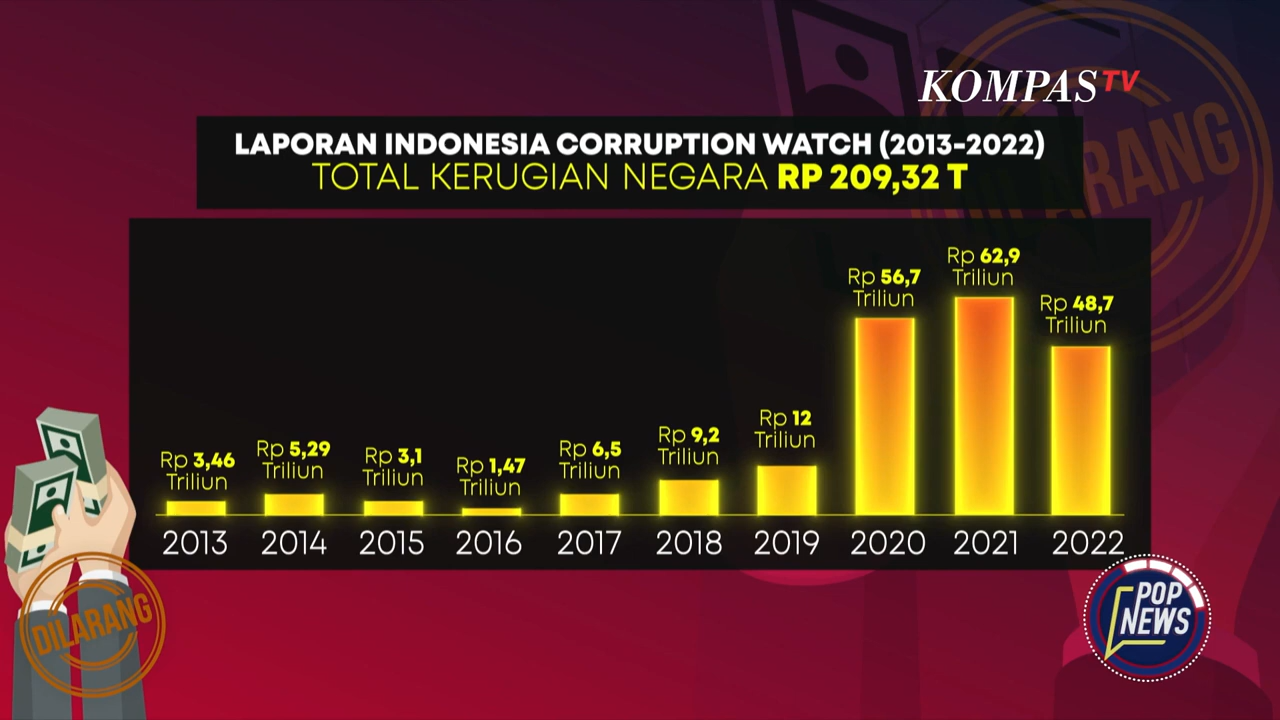 KOMPAS TV
LAPORAN INDONESIA CORRUPTION WATCH (2013-2022)
TOTAL KERUGIAN NEGARA RP 209,32 T
Rp 3,46
Triliun
Rp 5,29
Triliun
Rp 3,1
Triliun
Rp 1,47
Triliun
Rp 6,5
Triliun
Rp 9,2
Triliun
Rp 12
Triliun
Rp 56,7
Triliun
Rp 62,9
Triliun
Rp 48,7
Triliun
2013 2014 2015 2016 2017 2018 2019 2020 2021 2022
DILARANG
DILARANG
POP
NEWS